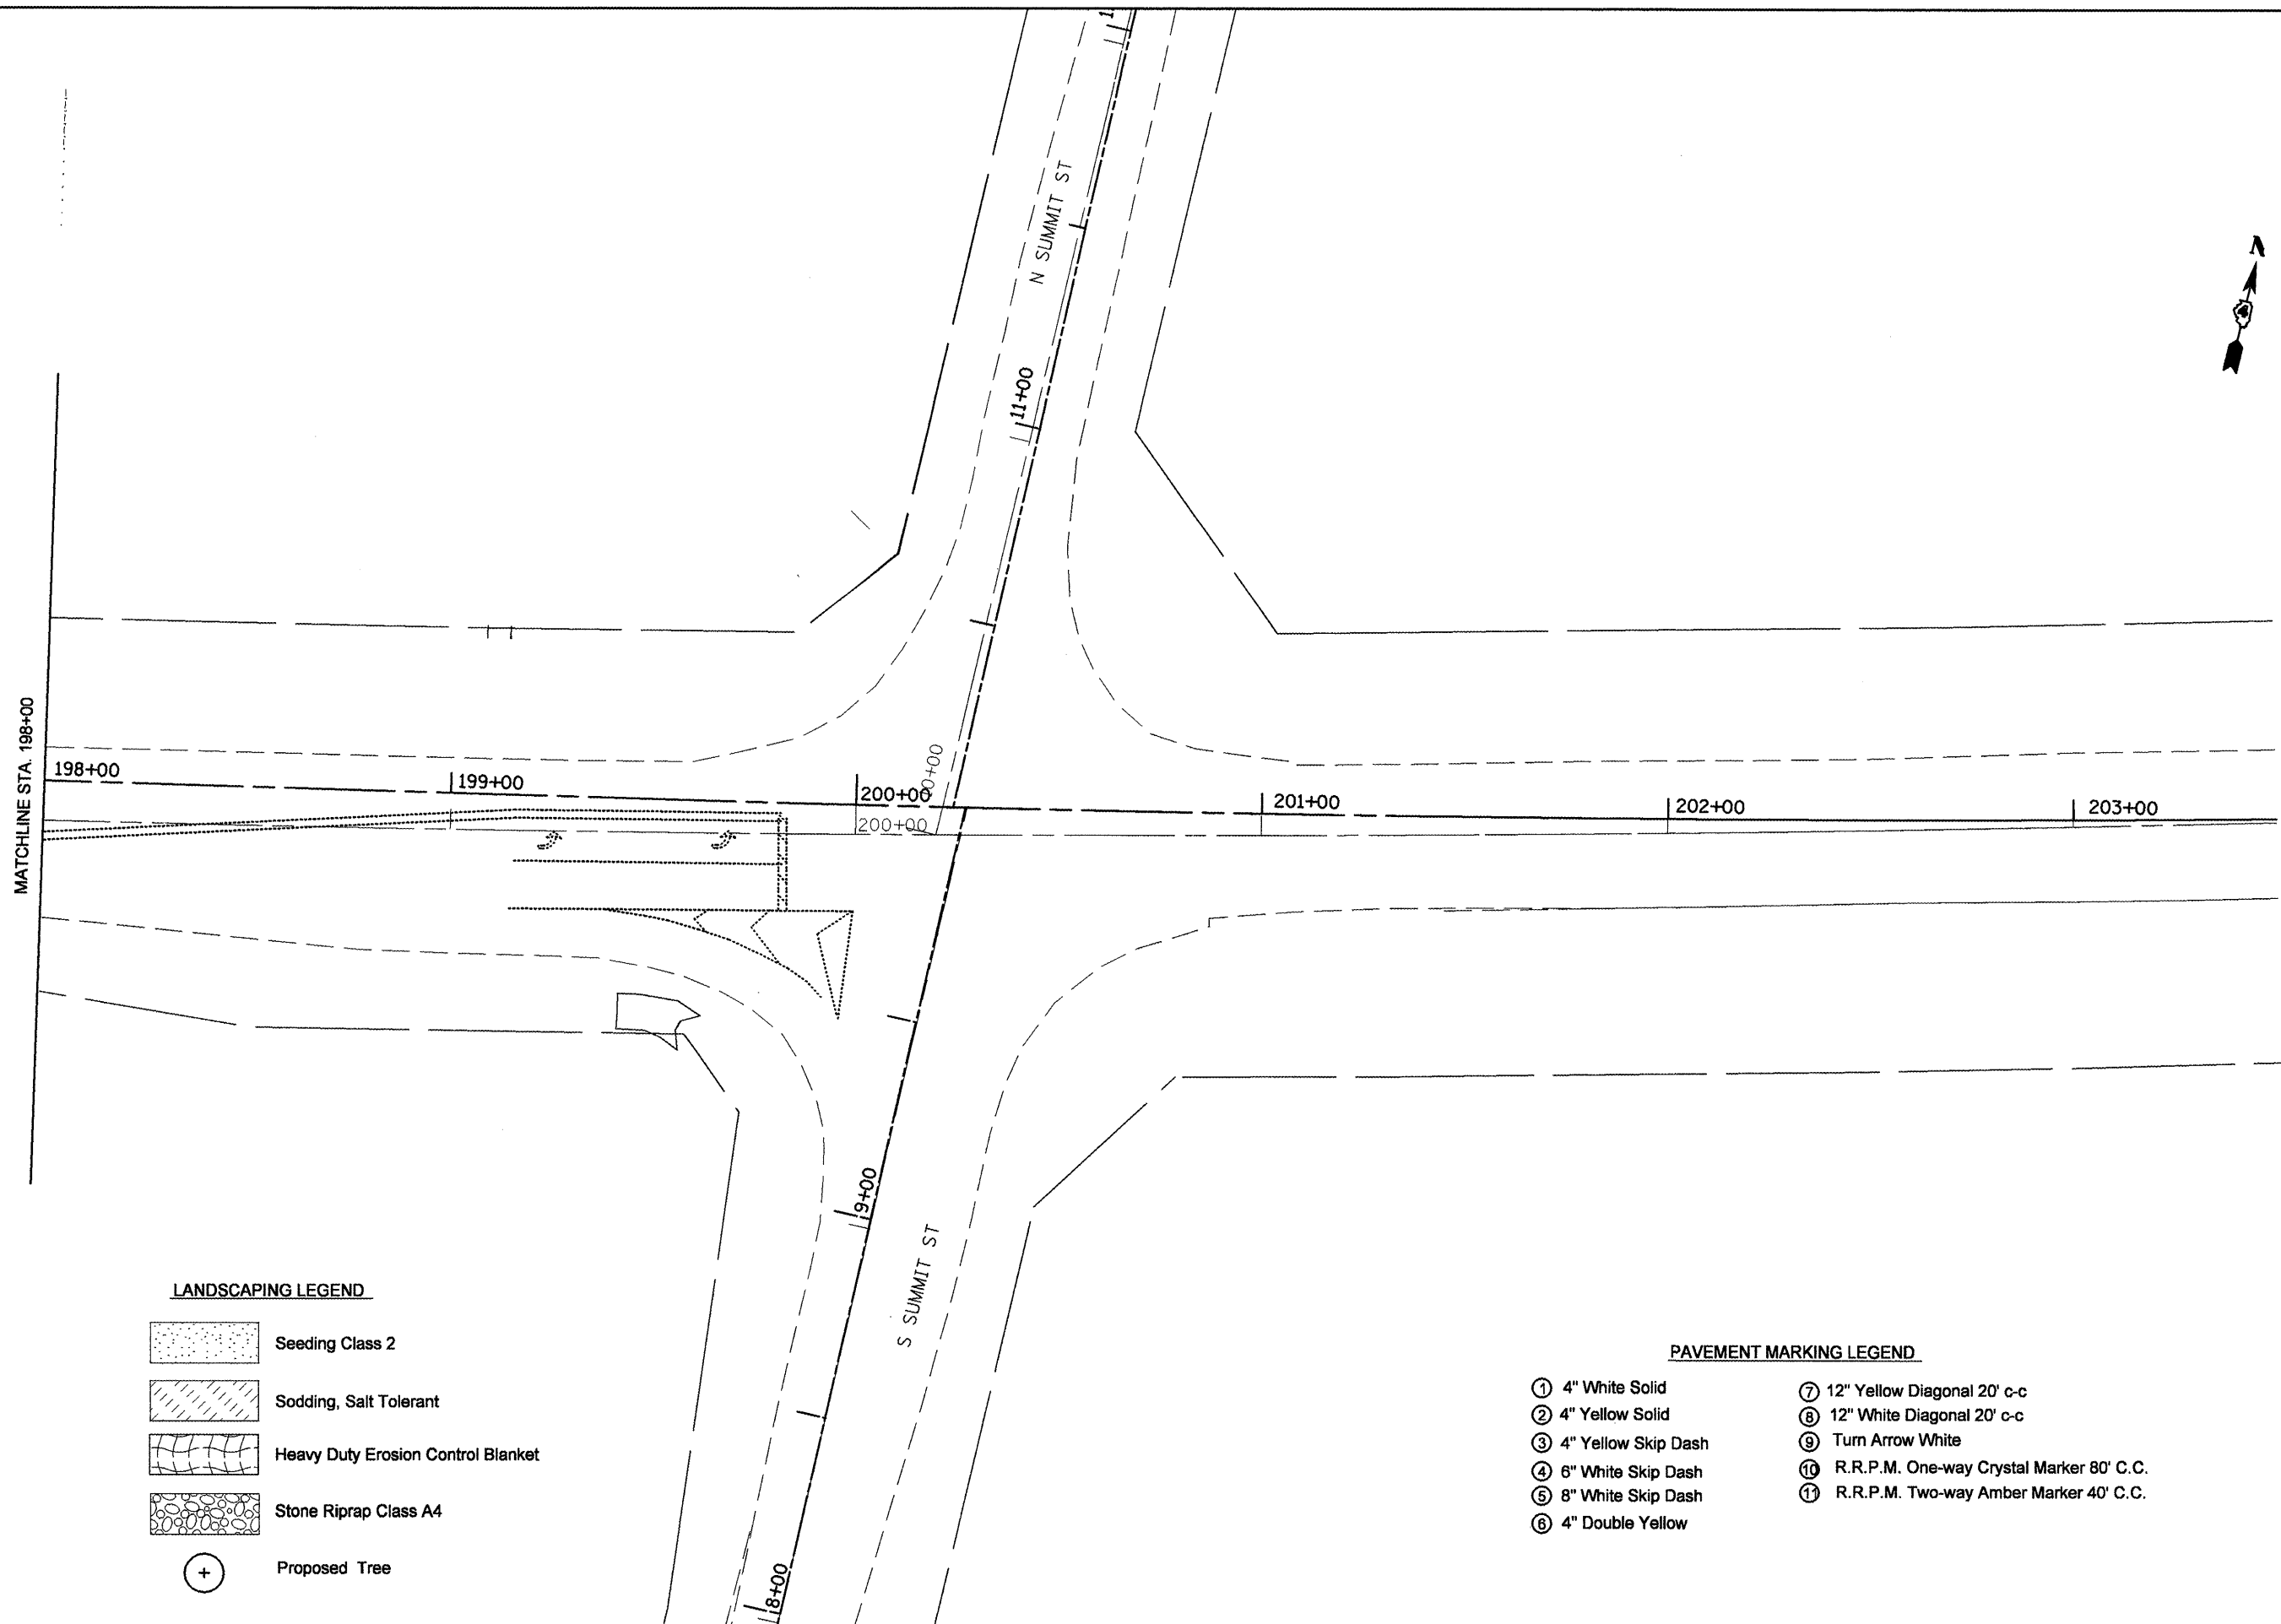 N SUMMIT ST
N
4
11+00
MATCHLINE STA. 198+00
198+00
199+00
200+00
10+00
201+00
202+00
203+00
200+00
9+00
S SUMMIT ST
8+00
LANDSCAPING LEGEND
Seeding Class 2
Sodding, Salt Tolerant
Heavy Duty Erosion Control Blanket
Stone Riprap Class A4
Proposed Tree
PAVEMENT MARKING LEGEND
1 4" White Solid
2 4" Yellow Solid
3 4" Yellow Skip Dash
4 6" White Skip Dash
5 8" White Skip Dash
6 4" Double Yellow
7 12" Yellow Diagonal 20' c-c
8 12" White Diagonal 20' c-c
9 Turn Arrow White
10 R.R.P.M. One-way Crystal Marker 80' C.C.
11 R.R.P.M. Two-way Amber Marker 40' C.C.